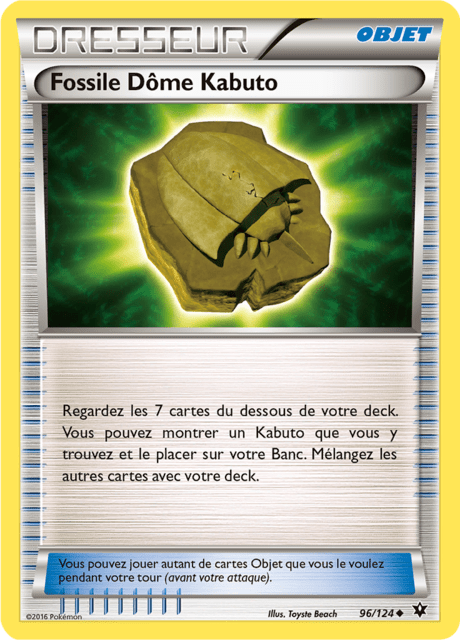 DRESSEUR
OBJET
Fossile Dôme Kabuto
Regardez les 7 cartes du dessous de votre deck.
Vous pouvez montrer un Kabuto que vous y
trouvez et le placer sur votre Banc. Mélangez les
autres cartes avec votre deck.
Vous pouvez jouer autant de cartes Objet que vous le voulez
pendant votre tour (avant votre attaque).
©2016 Pokémon
Illus. Toyste Beach
96/124